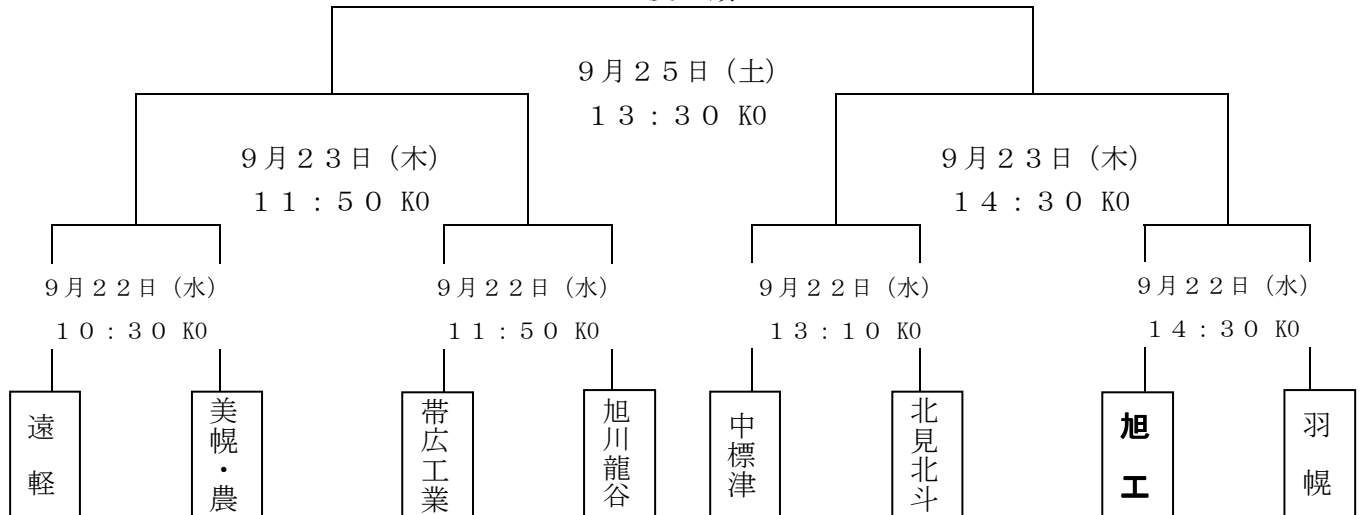 ９月２５日（土）
１３：３０ KO
９月２３日（木）
１１：５０ KO
９月２３日（木）
１４：３０ KO
９月２２日（水）
１０：３０ KO
９月２２日（水）
１１：５０ KO
９月２２日（水）
１３：１０ KO
９月２２日（水）
１４：３０ KO
遠軽
美幌・農
帯広工業
旭川龍谷
中標津
北見北斗
旭工
羽幌